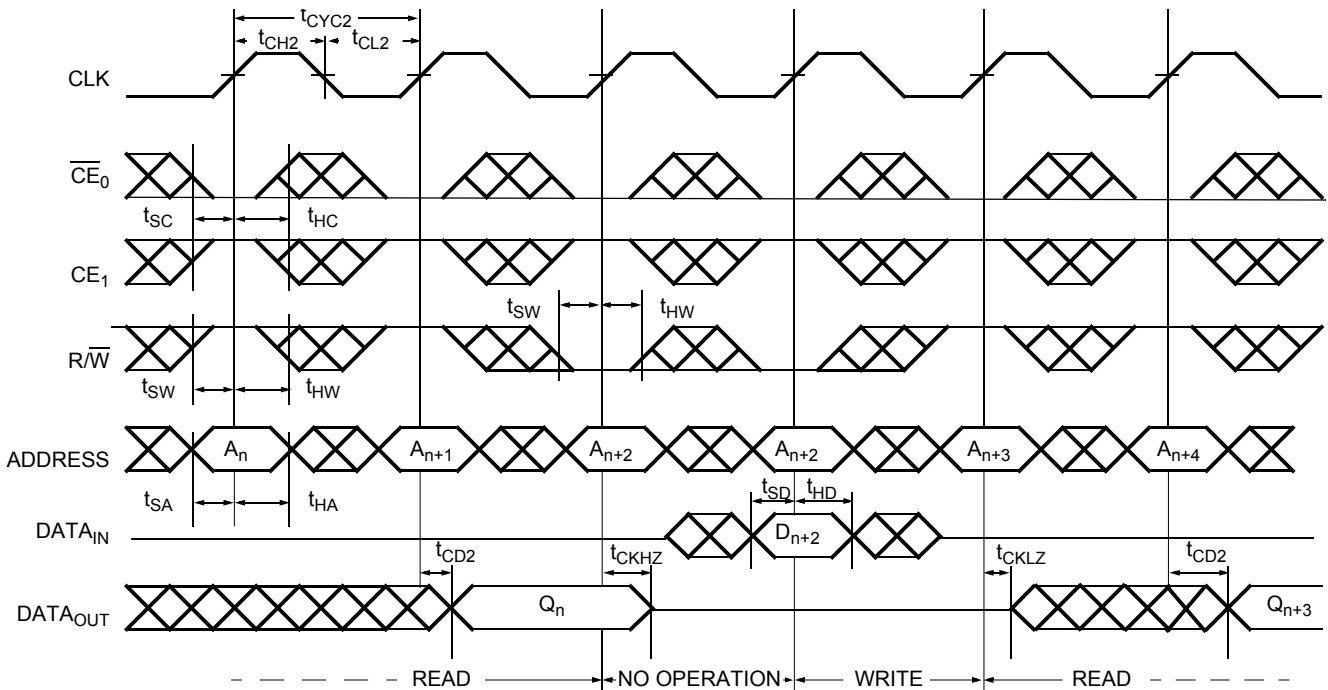 tCYC2
tCH2 tCL2
CLK
CE0
tSC tHC
CE1
tSW tHW
R/W
tSW tHW
An An+1 An+2 An+2 An+3 An+4
ADDRESS
tSA tHA tSD tHD
DATAIN Dn+2
tCD2 tCKHZ tCKLZ tCD2
DATAOUT Qn Qn+3
READ NO OPERATION WRITE READ